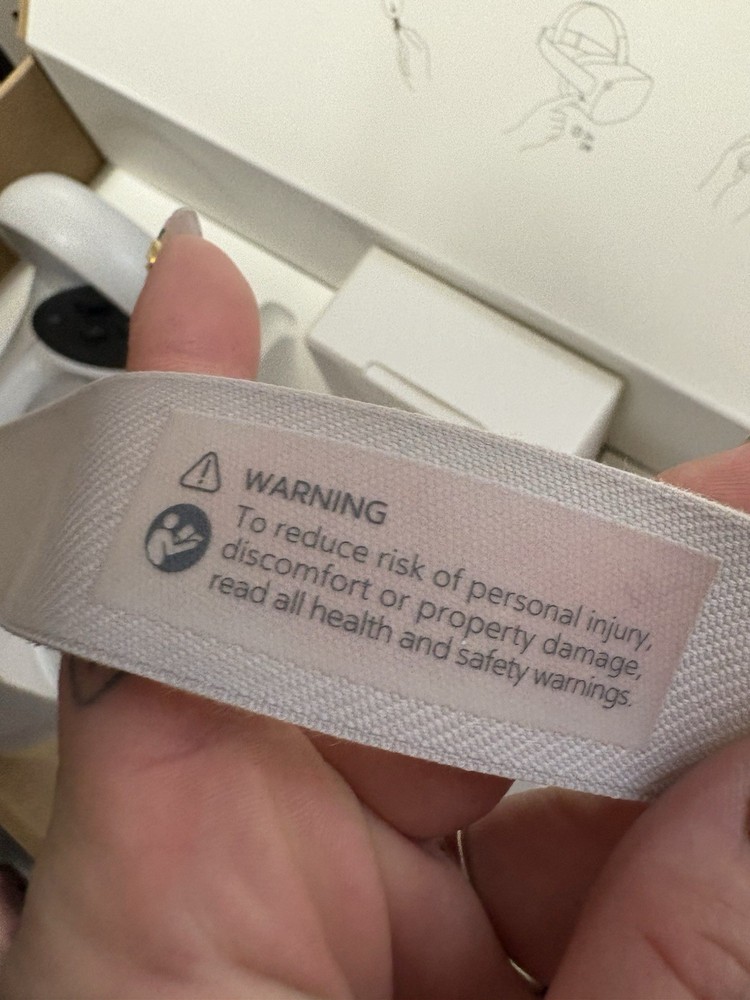 WARNING
To reduce risk of personal injury,
discomfort or property damage,
read all health and safety warnings.